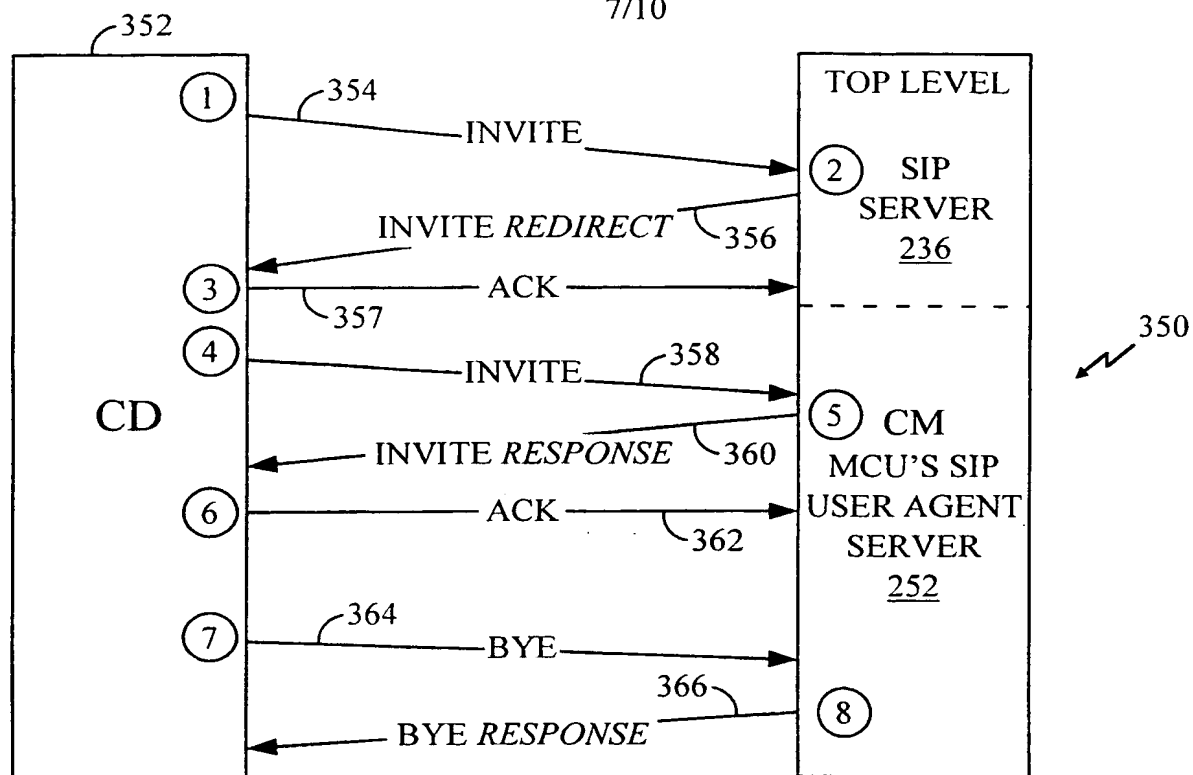 7/10
352
TOP LEVEL
1
354
INVITE
2
SIP
SERVER
236
INVITE REDIRECT
356
3
ACK
357
350
4
358
INVITE
CD
5
CM
INVITE RESPONSE
360
MCU'S SIP
6
ACK
USER AGENT
362
SERVER
252
364
7
BYE
366
8
BYE RESPONSE